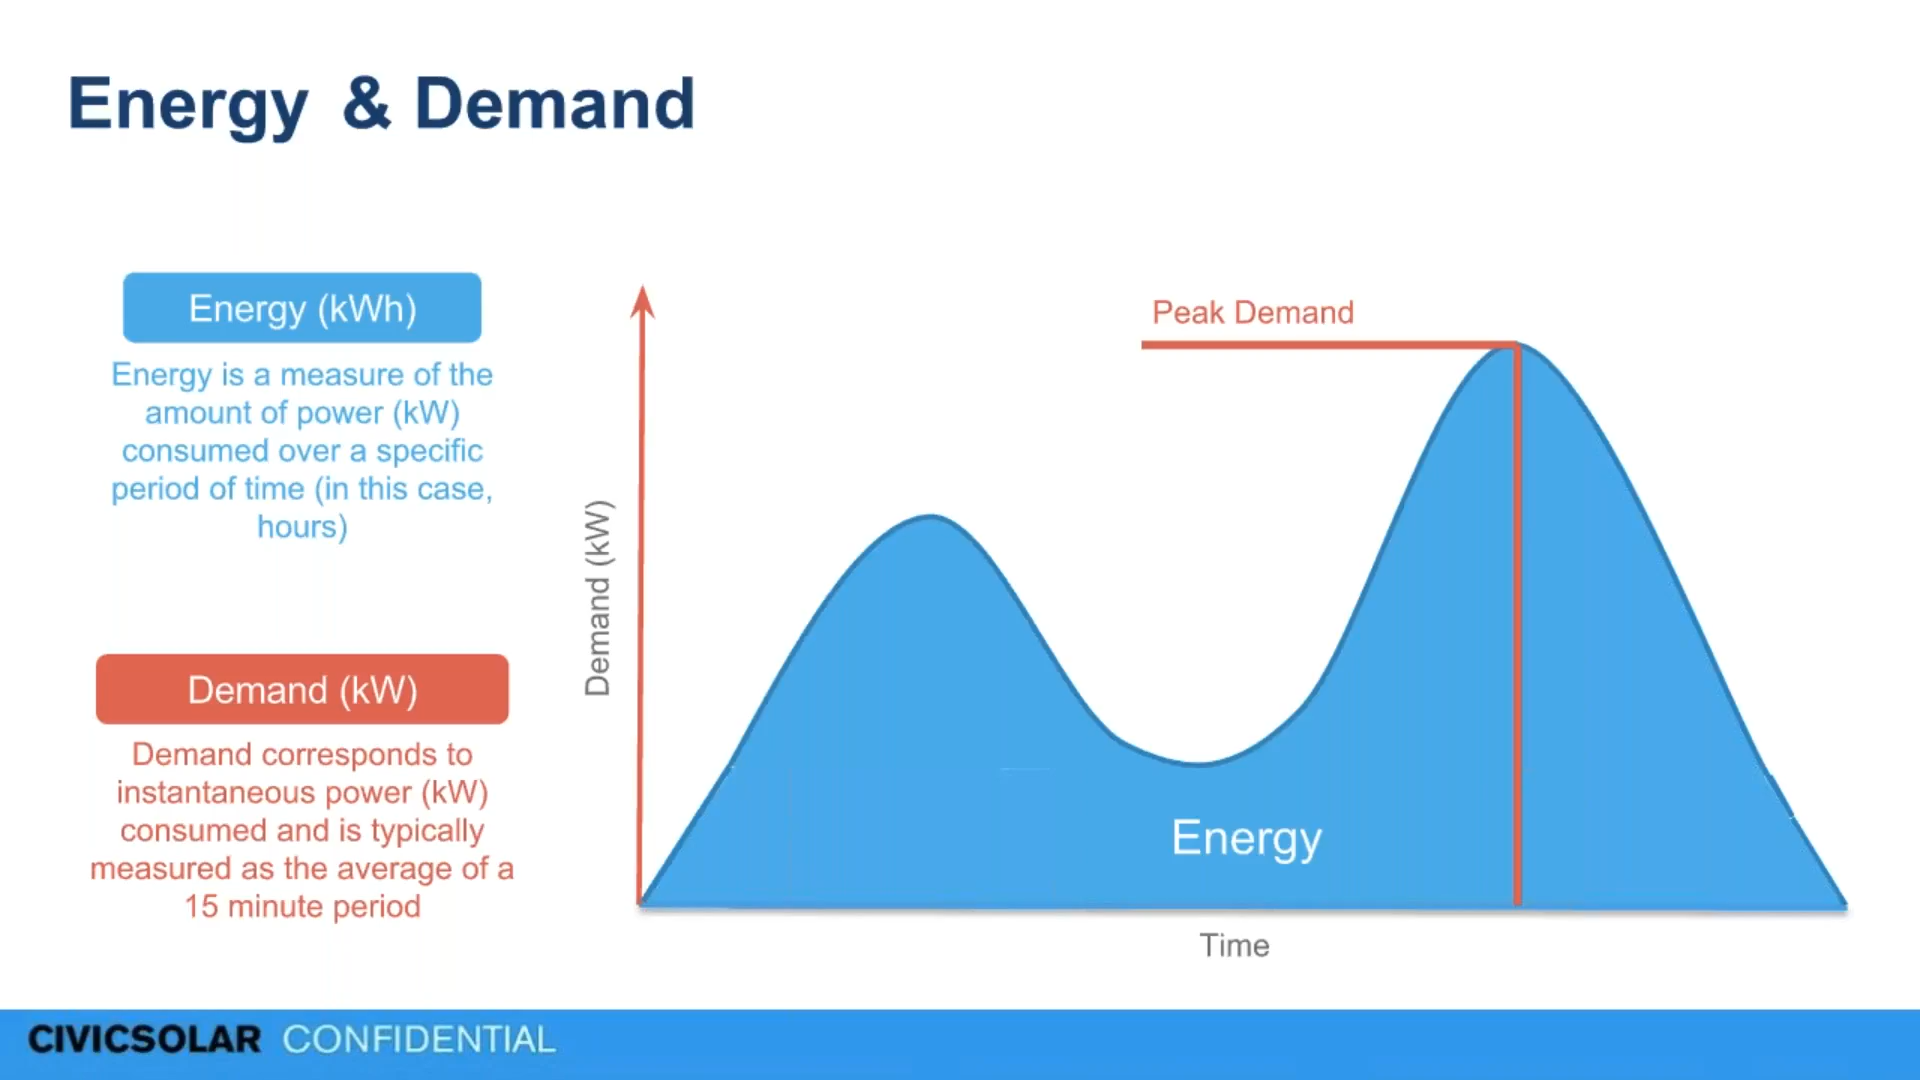 Energy & Demand
Energy (kWh)
Energy is a measure of the
amount of power (kW)
consumed over a specific
period of time (in this case,
hours)
Demand (kW)
Demand corresponds to
instantaneous power (kW)
consumed and is typically
measured as the average of a
15 minute period
Demand (kW)
Peak Demand
Energy
Time
CIVICSOLAR CONFIDENTIAL